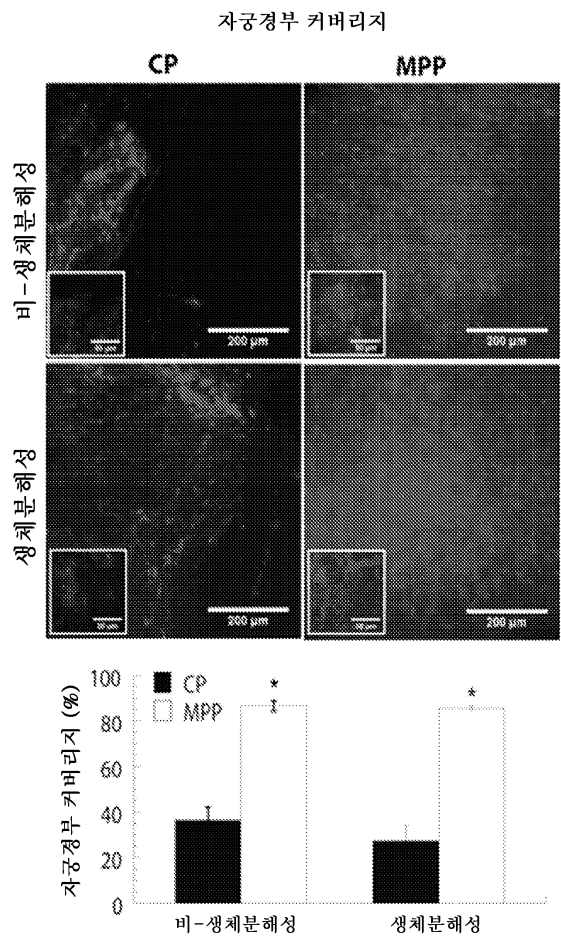 자궁경부 커버리지
CP MPP
비-생체분해성
200 μm 200 μm
생체분해성
200 μm 200 μm
자궁경부 커버리지 (%)
100
80
60
40
20
0
CP
MPP
* *
비-생체분해성 생체분해성